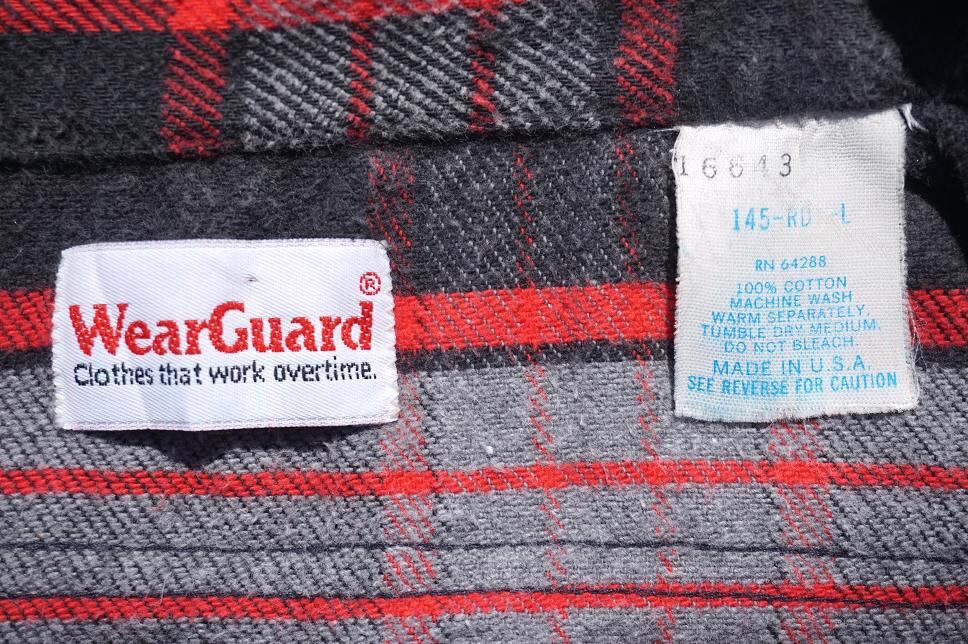 WearGuard®
Clothes that work overtime.
16643
145-RD -L
RN 64288
100% COTTON
MACHINE WASH
WARM SEPARATELY,
TUMBLE DRY MEDIUM,
DO NOT BLEACH.
MADE IN U.S.A.
SEE REVERSE FOR CAUTION